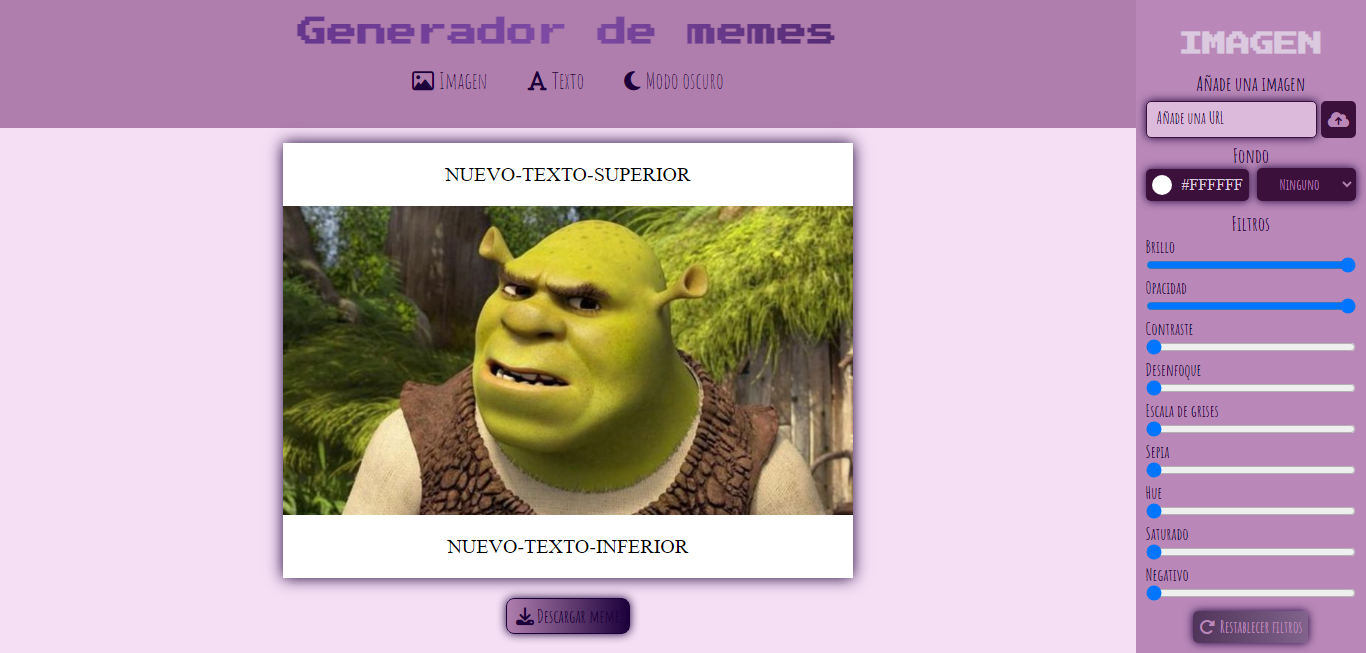 Generador de memes
Imagen
Texto
Modo oscuro
NUEVO-TEXTO-SUPERIOR
NUEVO-TEXTO-INFERIOR
Descargar meme
IMAGEN
Añade una imagen
Añade una URL
Fondo
#FFFFFF
Ninguno
Filtros
Brillo
Opacidad
Contraste
Desenfoque
Escala de grises
Sepia
Hue
Saturado
Negativo
Restablecer filtros